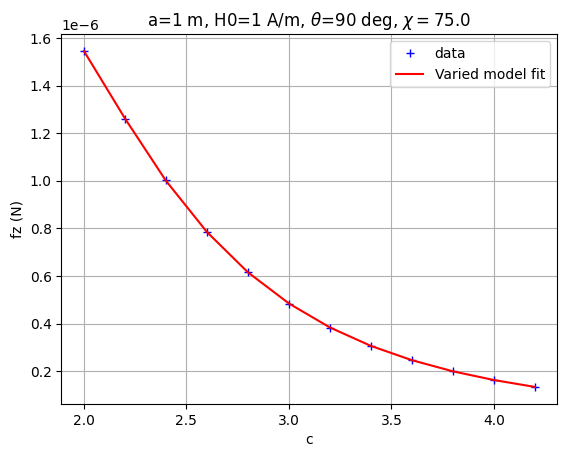 a=1 m, H0=1 A/m, θ=90 deg, χ = 75.0
1e−6
data
Varied model fit
1.6
1.4
1.2
1.0
0.8
0.6
0.4
0.2
fz (N)
2.0 2.5 3.0 3.5 4.0
c